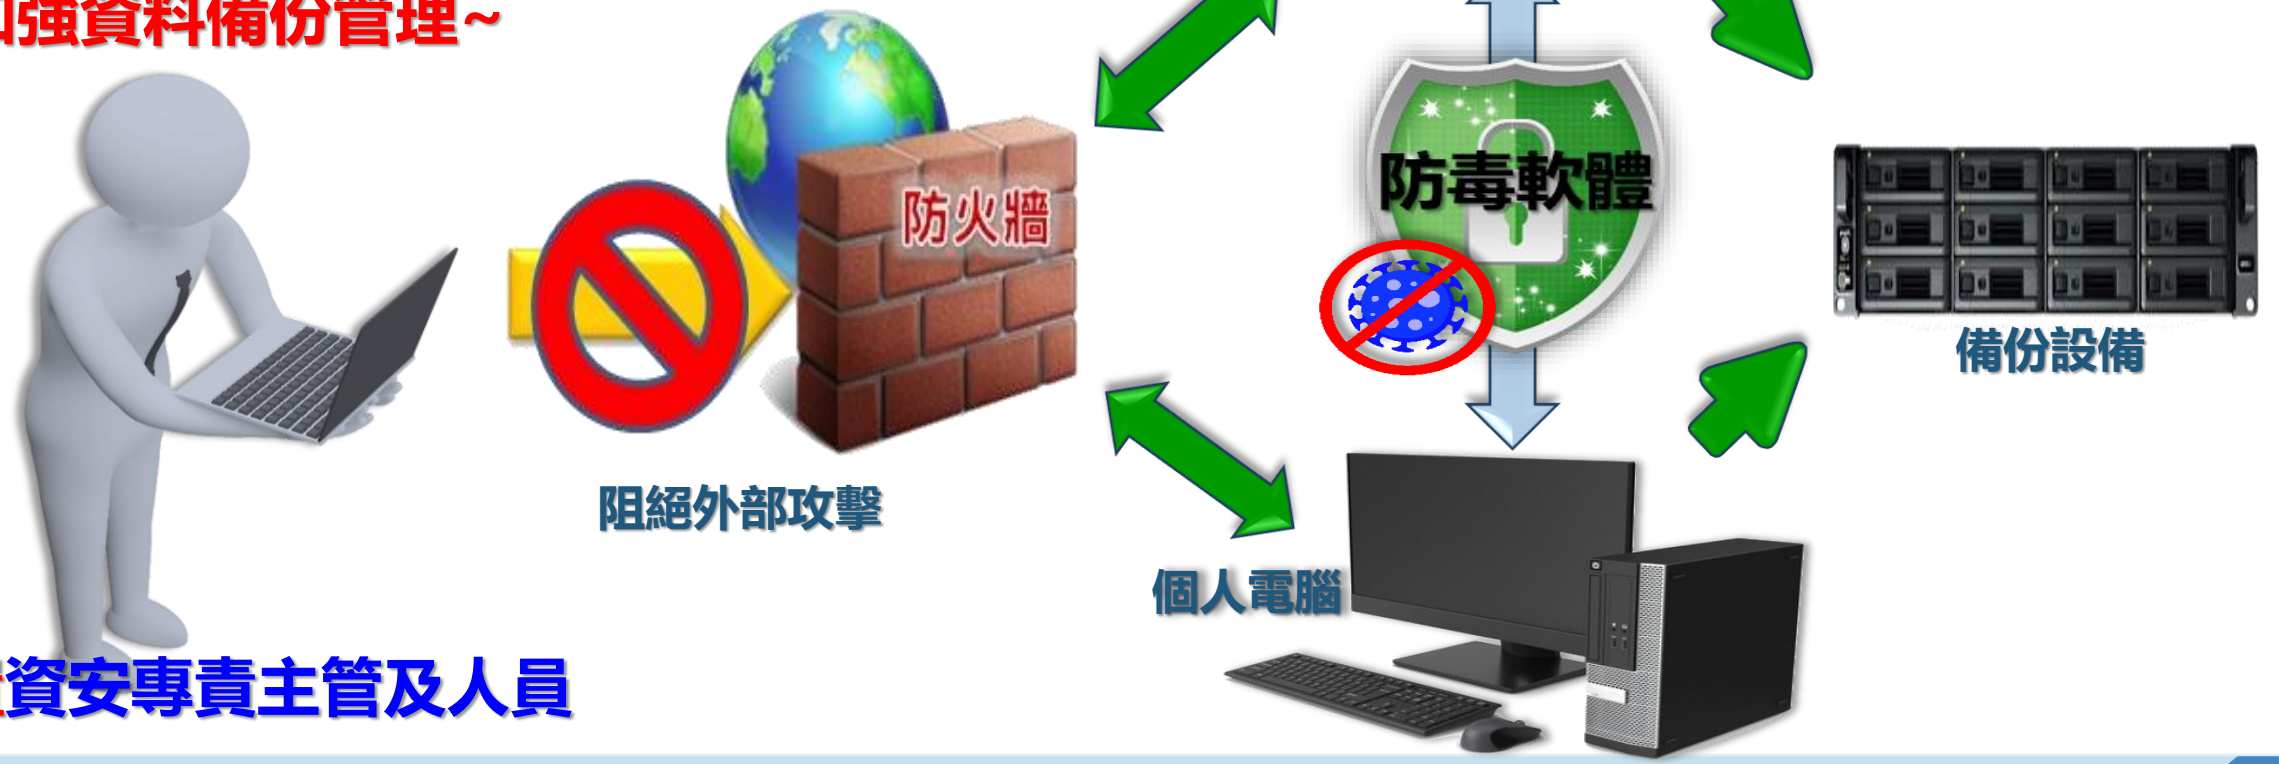 強資料備份管理~
防火牆
防毒軟體
備份設備
阻絕外部攻擊
個人電腦
資安專責主管及人員